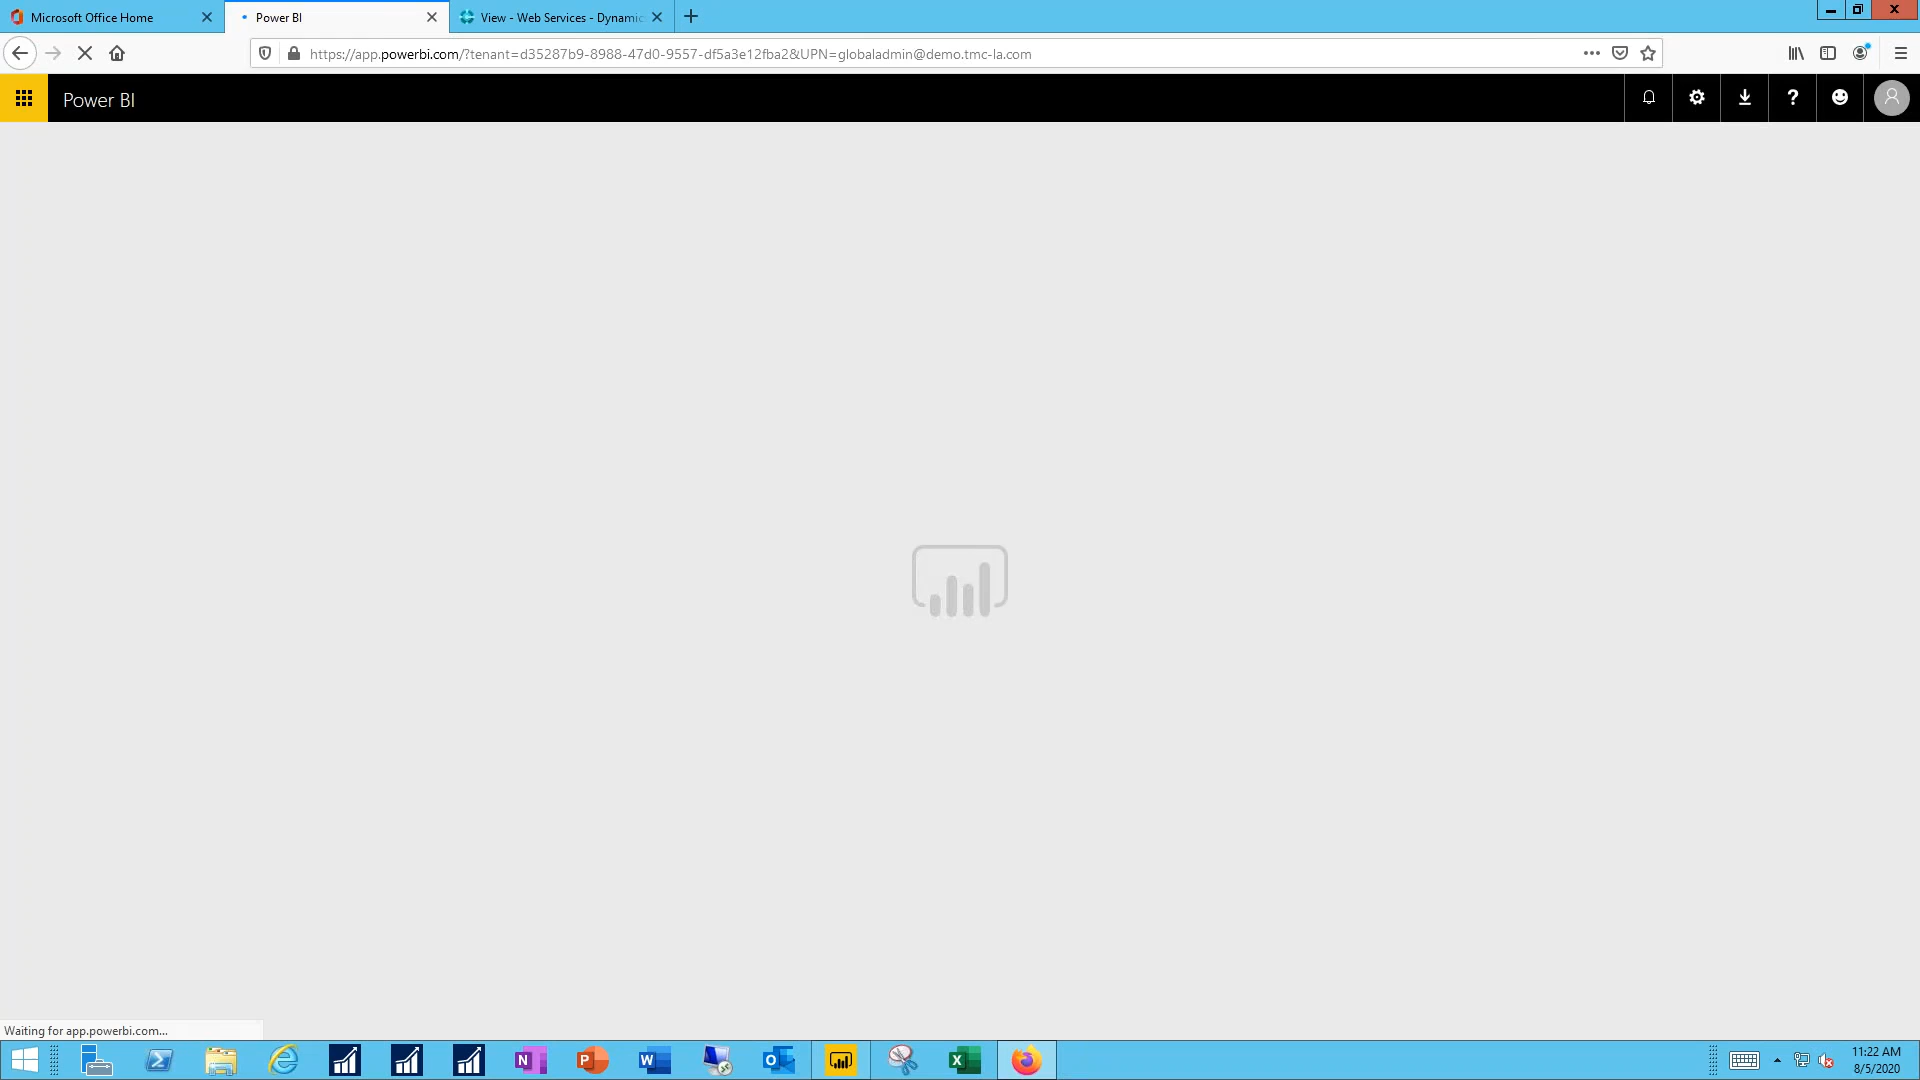 Microsoft Office Home
Power BI
View - Web Services - Dynamic
https://app.powerbi.com/?tenant=d35287b9-8988-47d0-9557-df5a3e12fba2&UPN=globaladmin@demo.tmc-la.com
Power BI
Waiting for app.powerbi.com...
11:22 AM
8/5/2020